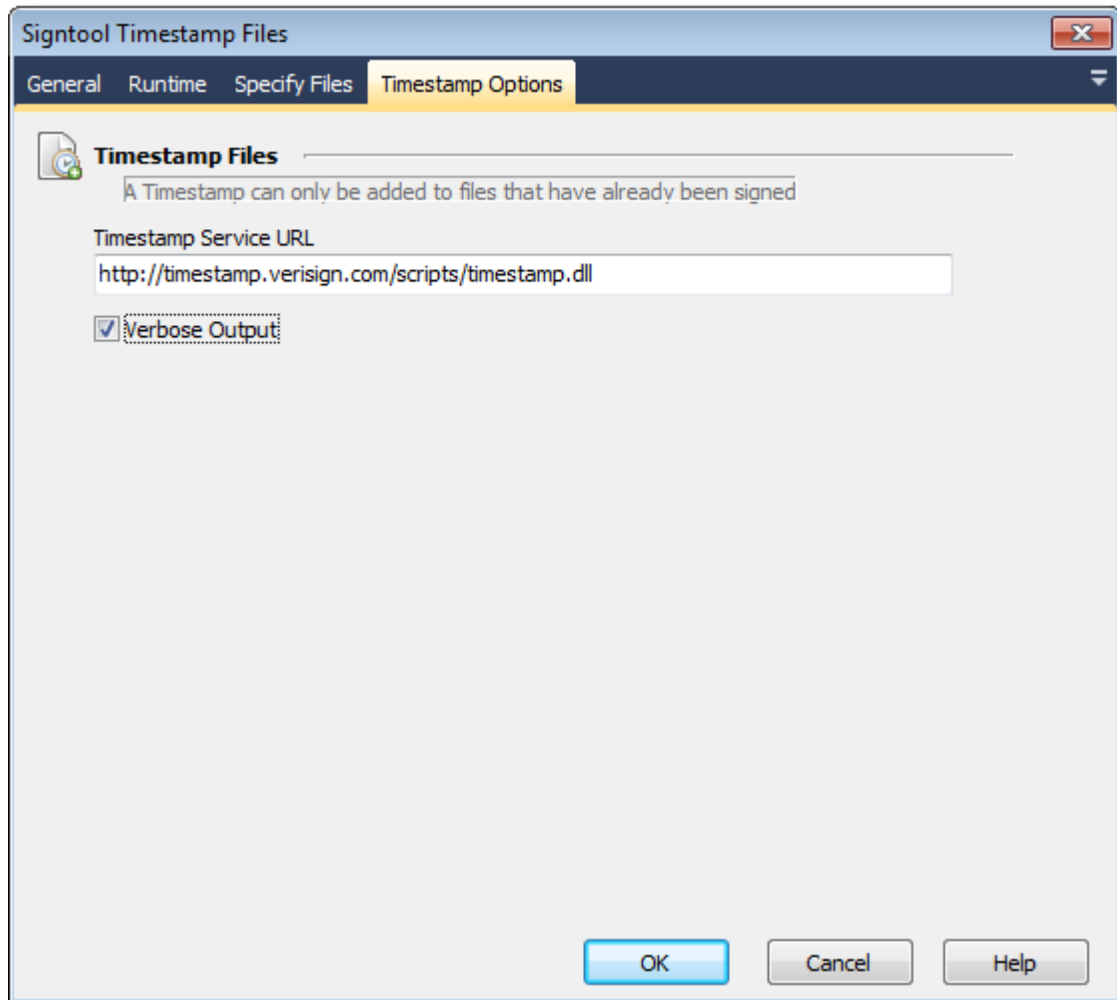 Signtool Timestamp Files
General Runtime Specify Files Timestamp Options
Timestamp Files
A Timestamp can only be added to files that have already been signed
Timestamp Service URL
http://timestamp.verisign.com/scripts/timestamp.dll
Verbose Output
OK Cancel Help